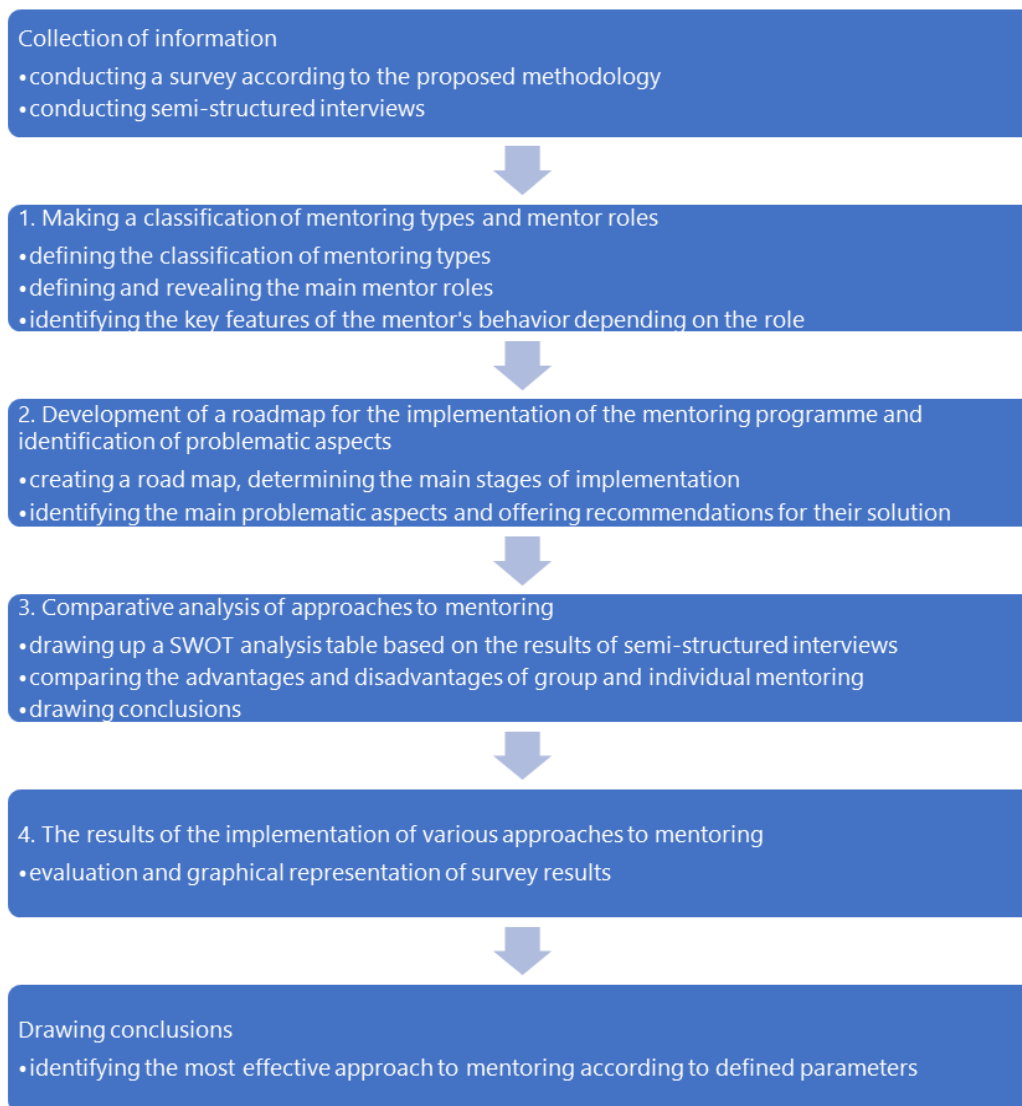 Collection of information
•conducting a survey according to the proposed methodology
•conducting semi-structured interviews
1. Making a classification of mentoring types and mentor roles
•defining the classification of mentoring types
•defining and revealing the main mentor roles
•identifying the key features of the mentor's behavior depending on the role
2. Development of a roadmap for the implementation of the mentoring programme and
identification of problematic aspects
•creating a road map, determining the main stages of implementation
•identifying the main problematic aspects and offering recommendations for their solution
3. Comparative analysis of approaches to mentoring
•drawing up a SWOT analysis table based on the results of semi-structured interviews
•comparing the advantages and disadvantages of group and individual mentoring
•drawing conclusions
4. The results of the implementation of various approaches to mentoring
•evaluation and graphical representation of survey results
Drawing conclusions
•identifying the most effective approach to mentoring according to defined parameters